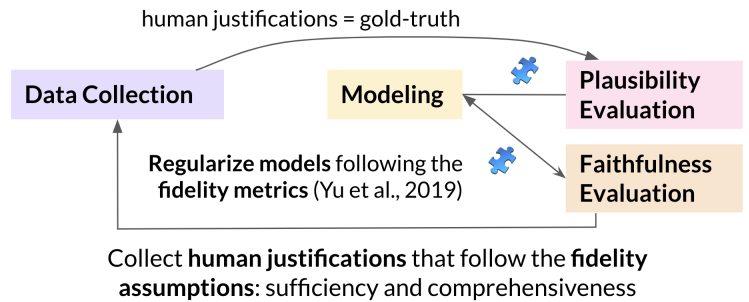 human justifications = gold-truth
Data Collection
Modeling
Plausibility
Evaluation
Regularize models following the
fidelity metrics (Yu et al., 2019)
Faithfulness
Evaluation
Collect human justifications that follow the fidelity
assumptions: sufficiency and comprehensiveness